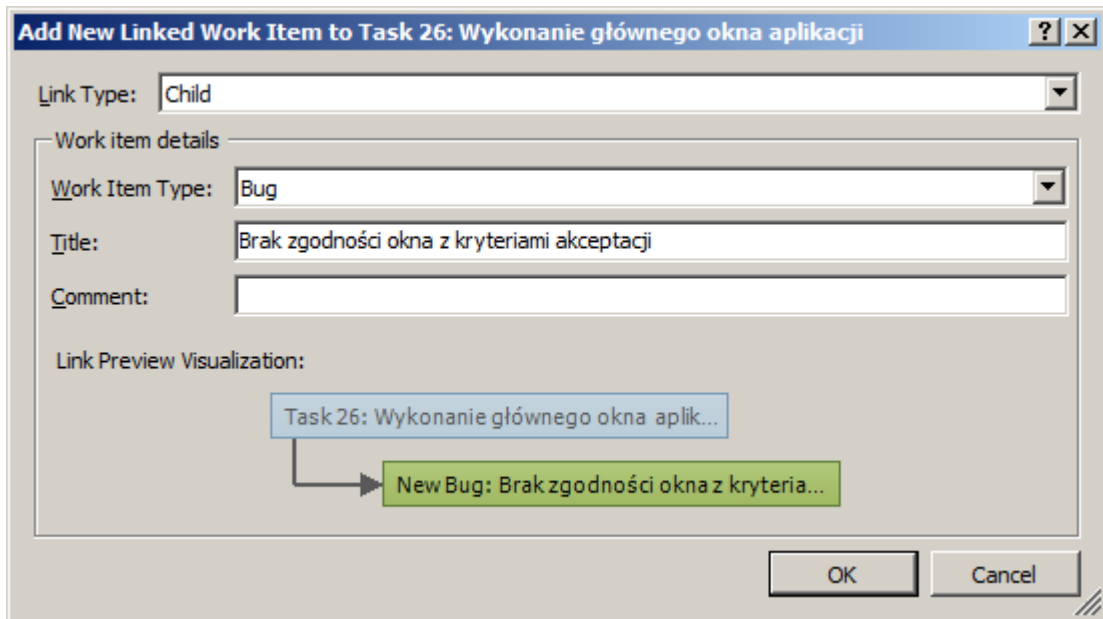 Add New Linked Work Item to Task 26: Wykonanie głównego okna aplikacji
Link Type: Child
Work item details
Work Item Type: Bug
Title: Brak zgodności okna z kryteriami akceptacji
Comment:
Link Preview Visualization:
Task 26: Wykonanie głównego okna aplik...
New Bug: Brak zgodności okna z kryteria...
OK Cancel